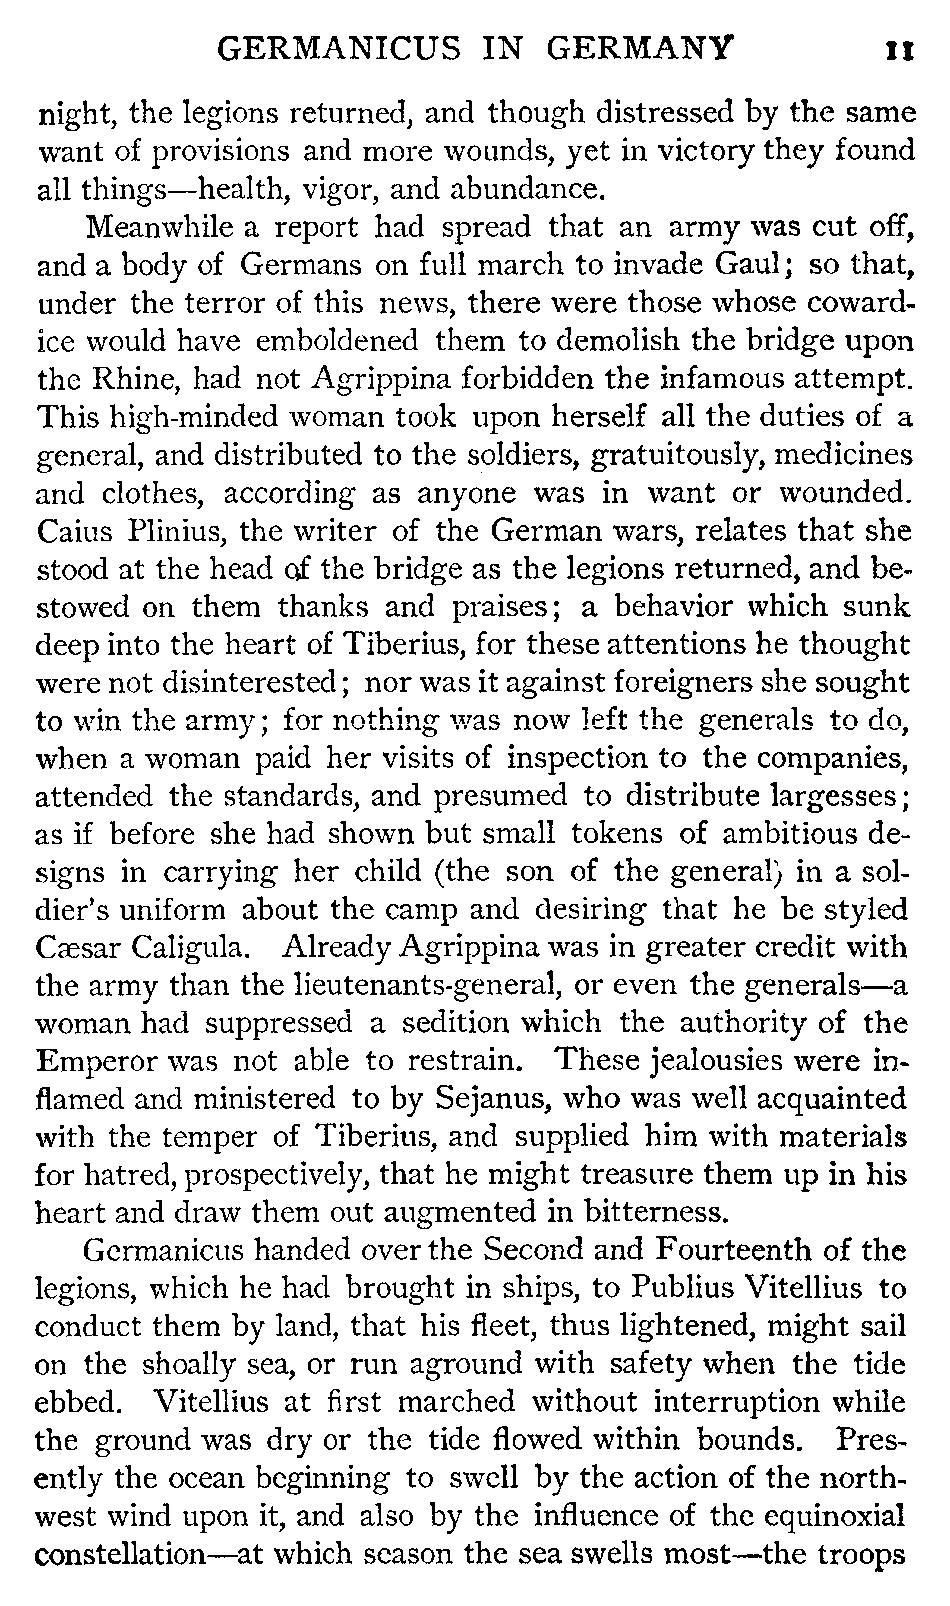 GERMANICUS IN GERMANY 11
night, the legions returned, and though distressed by the same
want of provisions and more wounds, yet in victory they found
all things—health, vigor, and abundance.
Meanwhile a report had spread that an army was cut off,
and a body of Germans on full march to invade Gaul; so that,
under the terror of this news, there were those whose coward-
ice would have emboldened them to demolish the bridge upon
the Rhine, had not Agrippina forbidden the infamous attempt.
This high-minded woman took upon herself all the duties of a
general, and distributed to the soldiers, gratuitously, medicines
and clothes, according as anyone was in want or wounded.
Caius Plinius, the writer of the German wars, relates that she
stood at the head of the bridge as the legions returned, and be-
stowed on them thanks and praises; a behavior which sunk
deep into the heart of Tiberius, for these attentions he thought
were not disinterested; nor was it against foreigners she sought
to win the army; for nothing was now left the generals to do,
when a woman paid her visits of inspection to the companies,
attended the standards, and presumed to distribute largesses;
as if before she had shown but small tokens of ambitious de-
signs in carrying her child (the son of the general) in a sol-
dier's uniform about the camp and desiring that he be styled
Cæsar Caligula. Already Agrippina was in greater credit with
the army than the lieutenants-general, or even the generals—a
woman had suppressed a sedition which the authority of the
Emperor was not able to restrain. These jealousies were in-
flamed and ministered to by Sejanus, who was well acquainted
with the temper of Tiberius, and supplied him with materials
for hatred, prospectively, that he might treasure them up in his
heart and draw them out augmented in bitterness.
Germanicus handed over the Second and Fourteenth of the
legions, which he had brought in ships, to Publius Vitellius to
conduct them by land, that his fleet, thus lightened, might sail
on the shoally sea, or run aground with safety when the tide
ebbed. Vitellius at first marched without interruption while
the ground was dry or the tide flowed within bounds. Pres-
ently the ocean beginning to swell by the action of the north-
west wind upon it, and also by the influence of the equinoxial
constellation—at which season the sea swells most—the troops